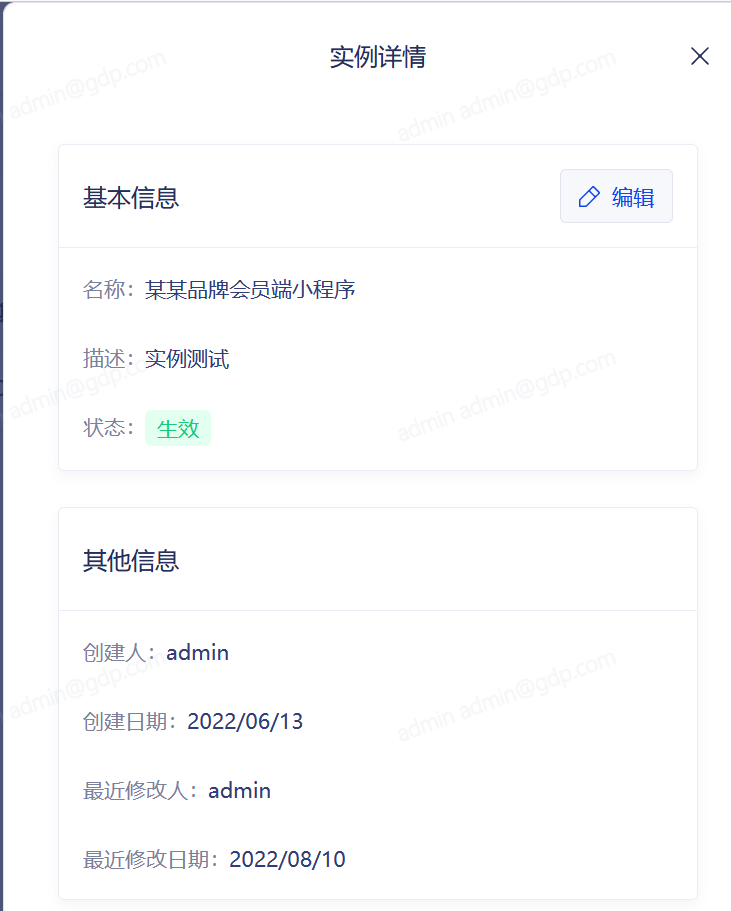 实例详情
基本信息
编辑
名称：某某品牌会员端小程序
描述：实例测试
状态：生效
其他信息
创建人：admin
创建日期：2022/06/13
最近修改人：admin
最近修改日期：2022/08/10
admin@gdp.com
admin admin@gdp.com
admin@gdp.com
admin admin@gdp.com
admin@gdp.com
admin admin@gdp.com